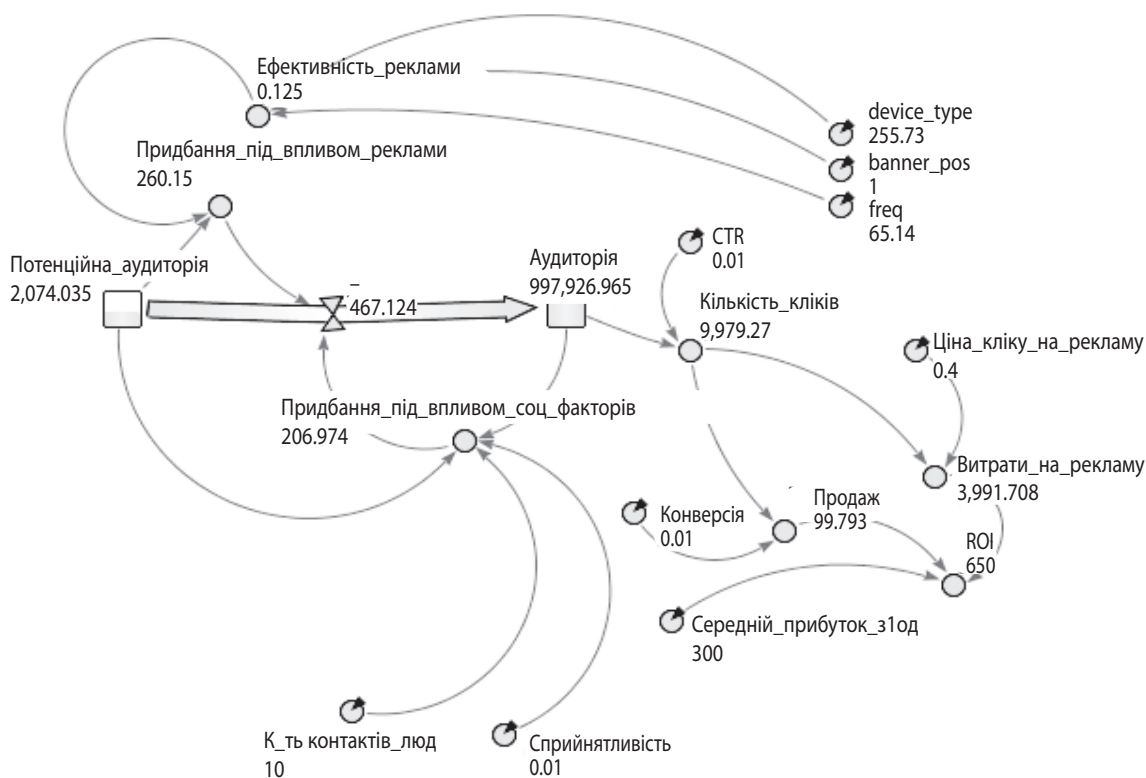 Ефективність_реклами
0.125
device_type
255.73
banner_pos
1
freq
65.14
Придбання_під_впливом_реклами
260.15
CTR
0.01
Потенційна_аудиторія
2,074.035
Аудиторія
997,926.965
_
467.124
Кількість_кліків
9,979.27
Ціна_кліку_на_рекламу
0.4
Придбання_під_впливом_соц_факторів
206.974
Витрати_на_рекламу
3,991.708
Продаж
99.793
Конверсія
0.01
ROI
650
Середній_прибуток_з1од
300
К_ть контактів_люд
10
Сприйнятливість
0.01